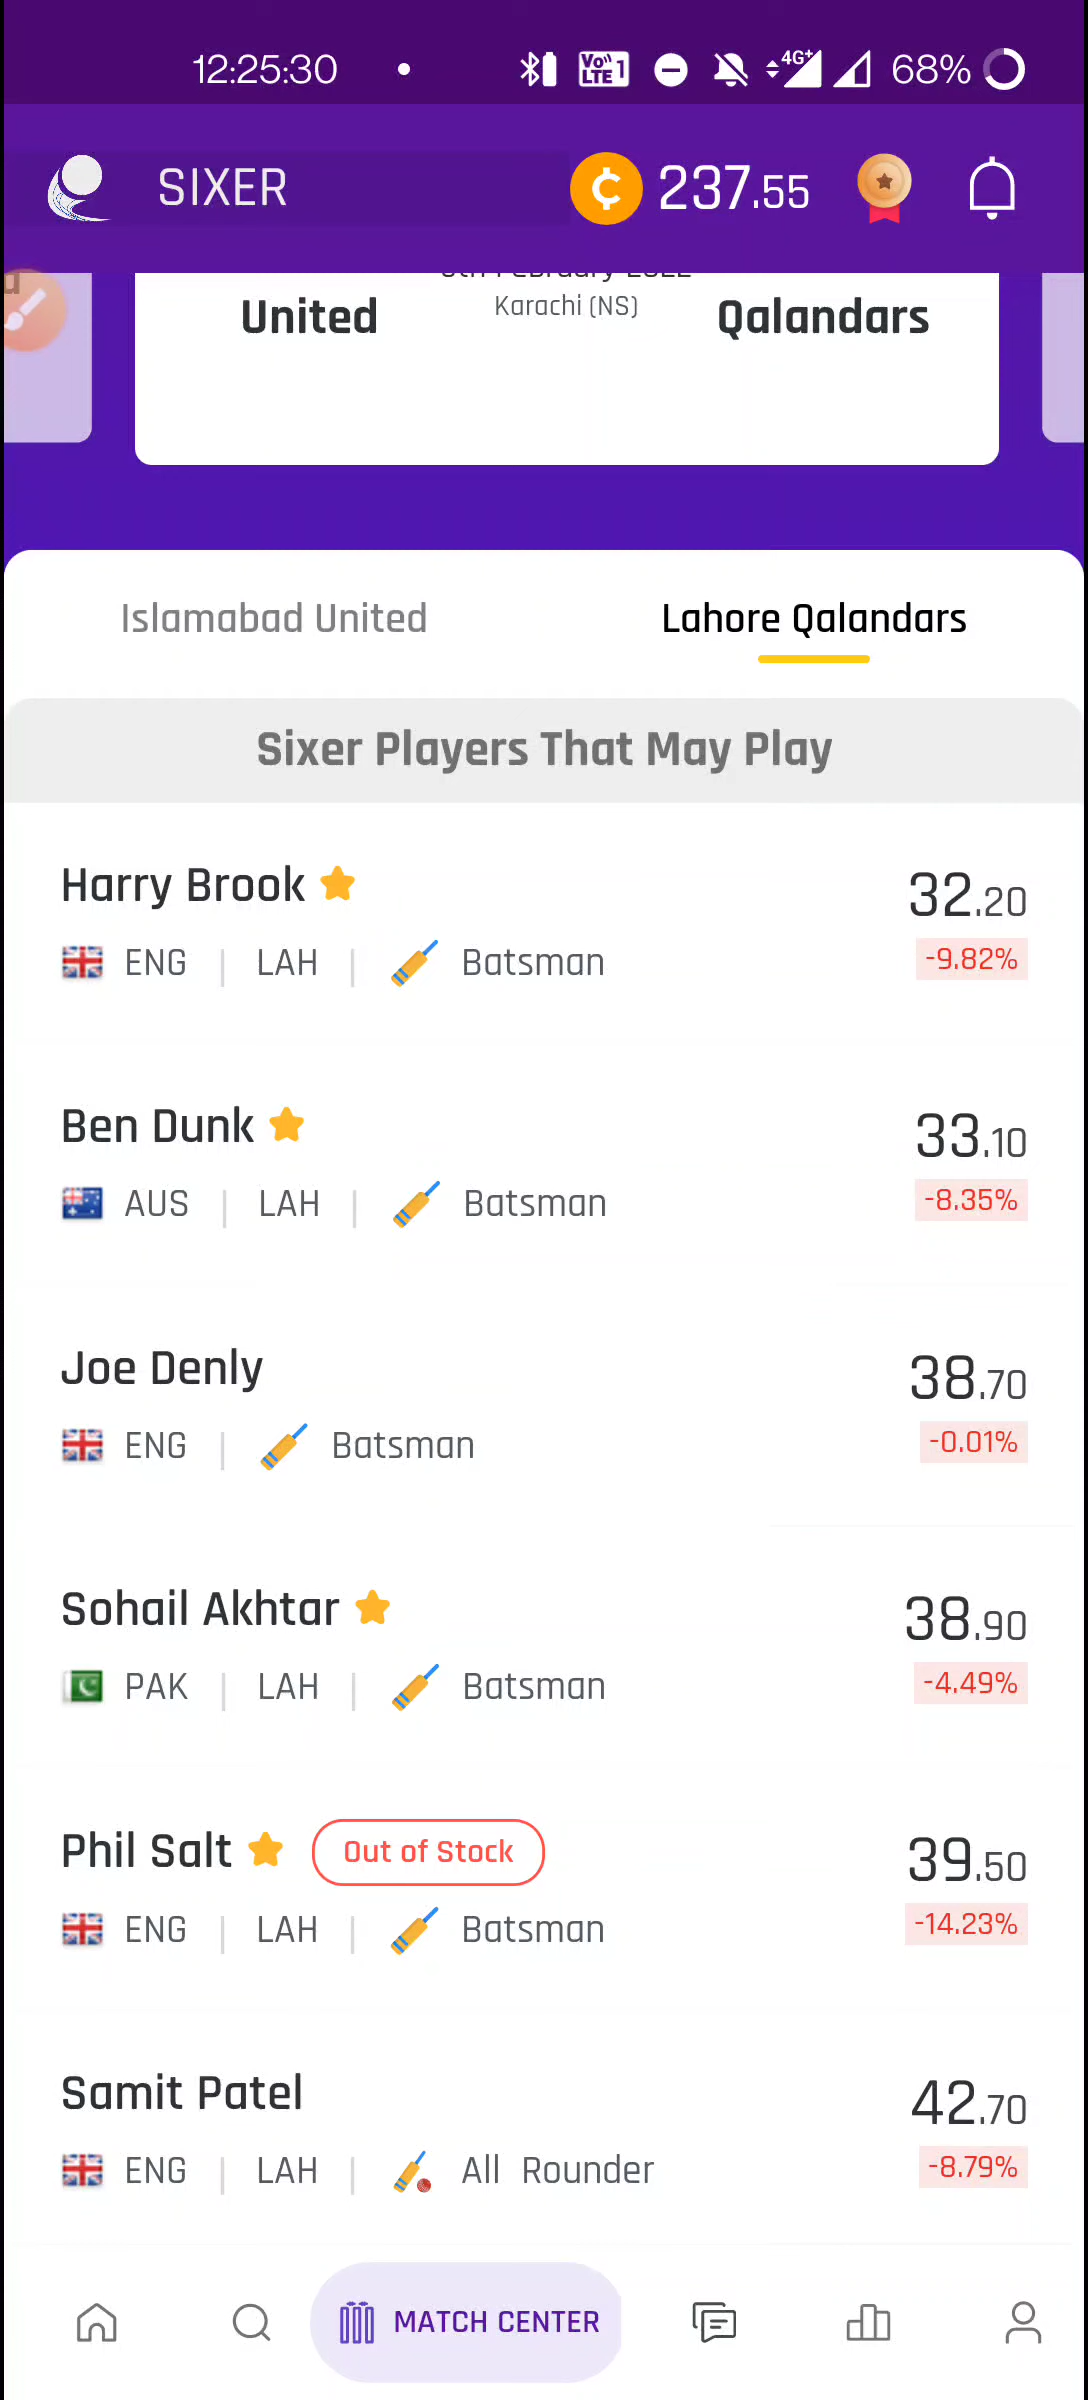 12:25:30
Vo)) LTE 1
4G+
68%
SIXER
237.55
United
Karachi (NS)
Qalandars
Islamabad United
Lahore Qalandars
Sixer Players That May Play
Harry Brook
32.20
ENG | LAH | Batsman
-9.82%
Ben Dunk
33.10
AUS | LAH | Batsman
-8.35%
Joe Denly
38.70
ENG | Batsman
-0.01%
Sohail Akhtar
38.90
PAK | LAH | Batsman
-4.49%
Phil Salt
Out of Stock
39.50
ENG | LAH | Batsman
-14.23%
Samit Patel
42.70
ENG | LAH | All Rounder
-8.79%
MATCH CENTER